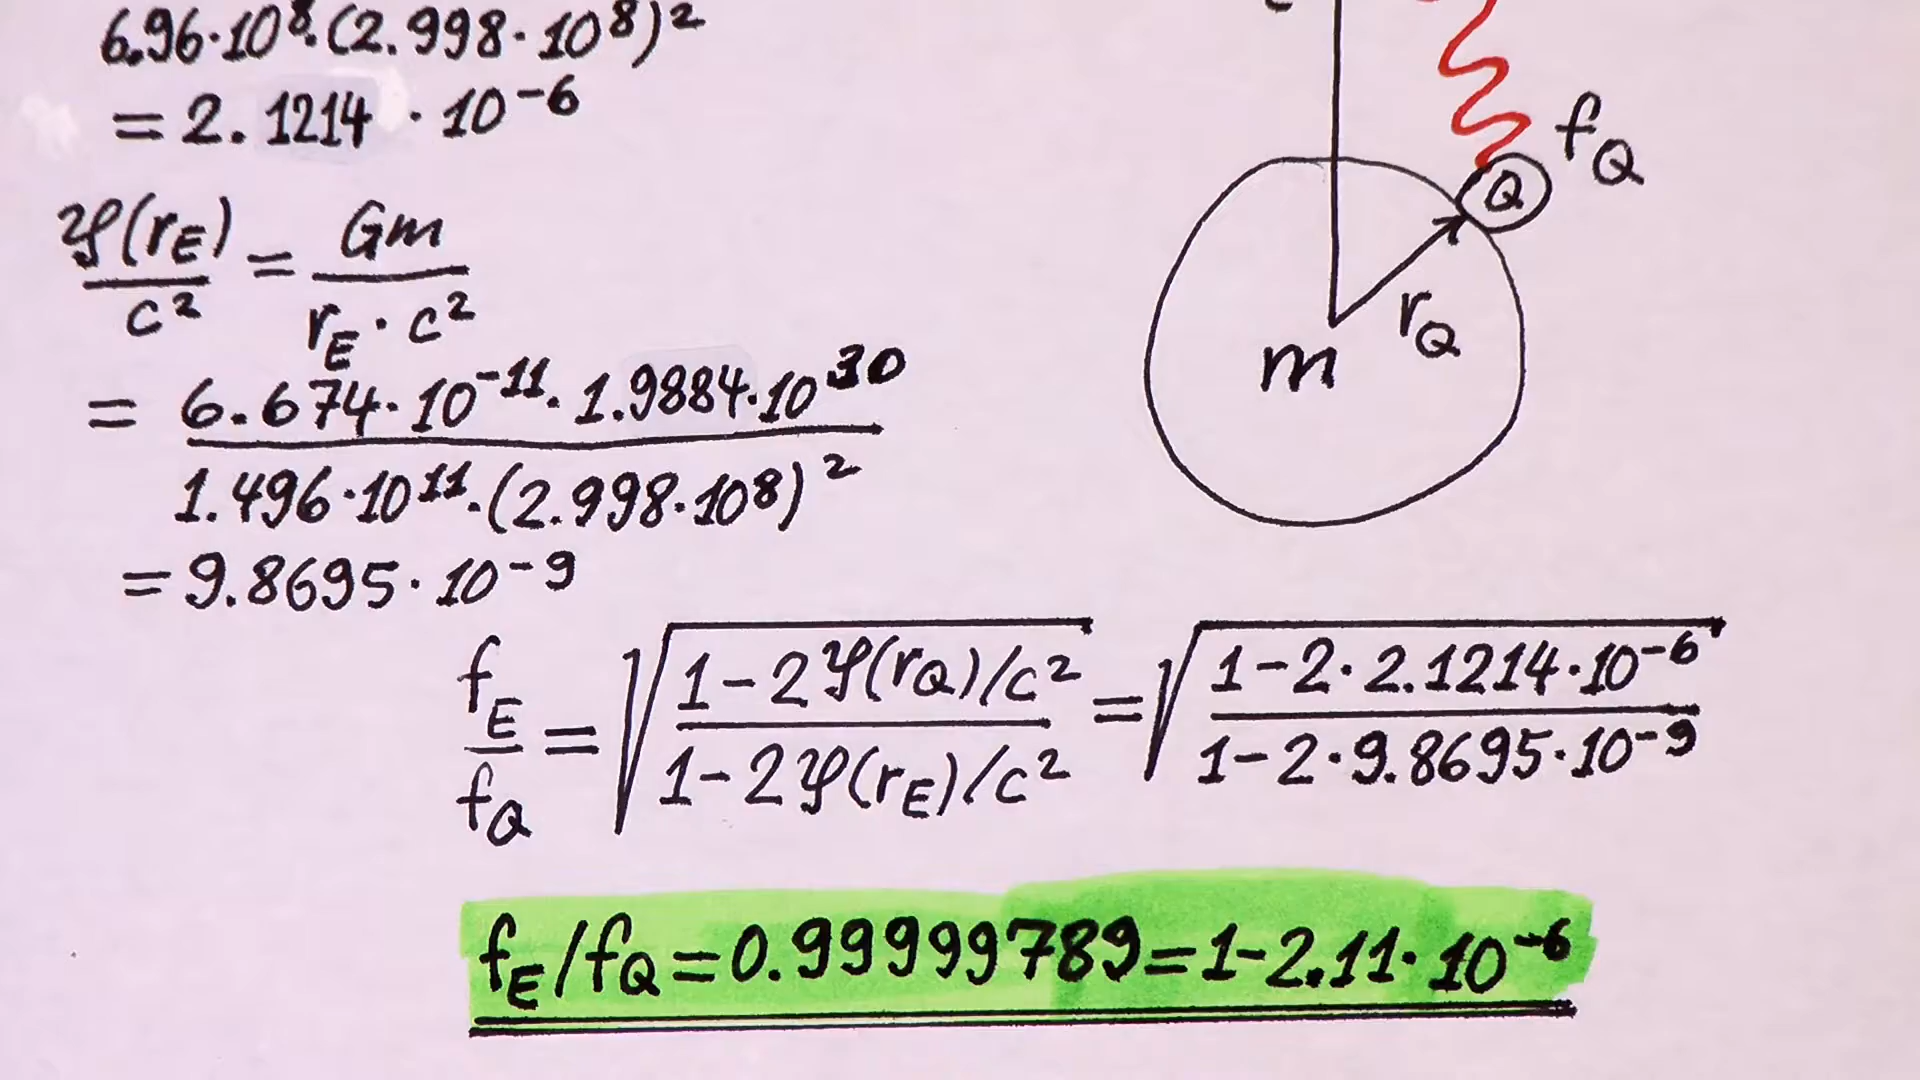 6.96·10⁸·(2.998·10⁸)²
= 2.1214 · 10⁻⁶
φ(r_E)/c² = Gm/(r_E · c²)
= 6.674·10⁻¹¹·1.9884·10³⁰
1.496·10¹¹·(2.998·10⁸)²
= 9.8695·10⁻⁹
f_E/f_Q = √((1-2φ(r_Q)/c²)/(1-2φ(r_E)/c²)) = √((1-2·2.1214·10⁻⁶)/(1-2·9.8695·10⁻⁹))
f_E/f_Q = 0.99999789 = 1-2.11·10⁻⁶
f_Q
Q
r_Q
m